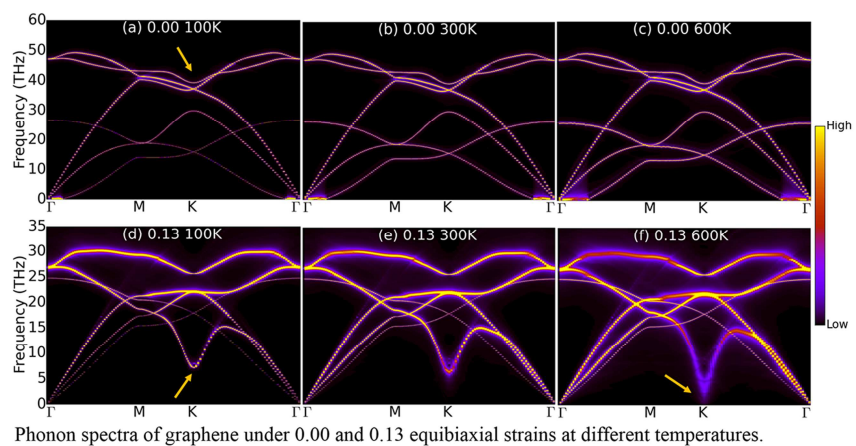 (a) 0.00 100K
(b) 0.00 300K
(c) 0.00 600K
Frequency (THz)
60
50
40
30
20
10
0
Γ M K Γ
M K Γ
M K Γ
High
Low
(d) 0.13 100K
(e) 0.13 300K
(f) 0.13 600K
Frequency (THz)
35
30
25
20
15
10
5
0
Γ M K Γ
M K Γ
M K Γ
Phonon spectra of graphene under 0.00 and 0.13 equibiaxial strains at different temperatures.